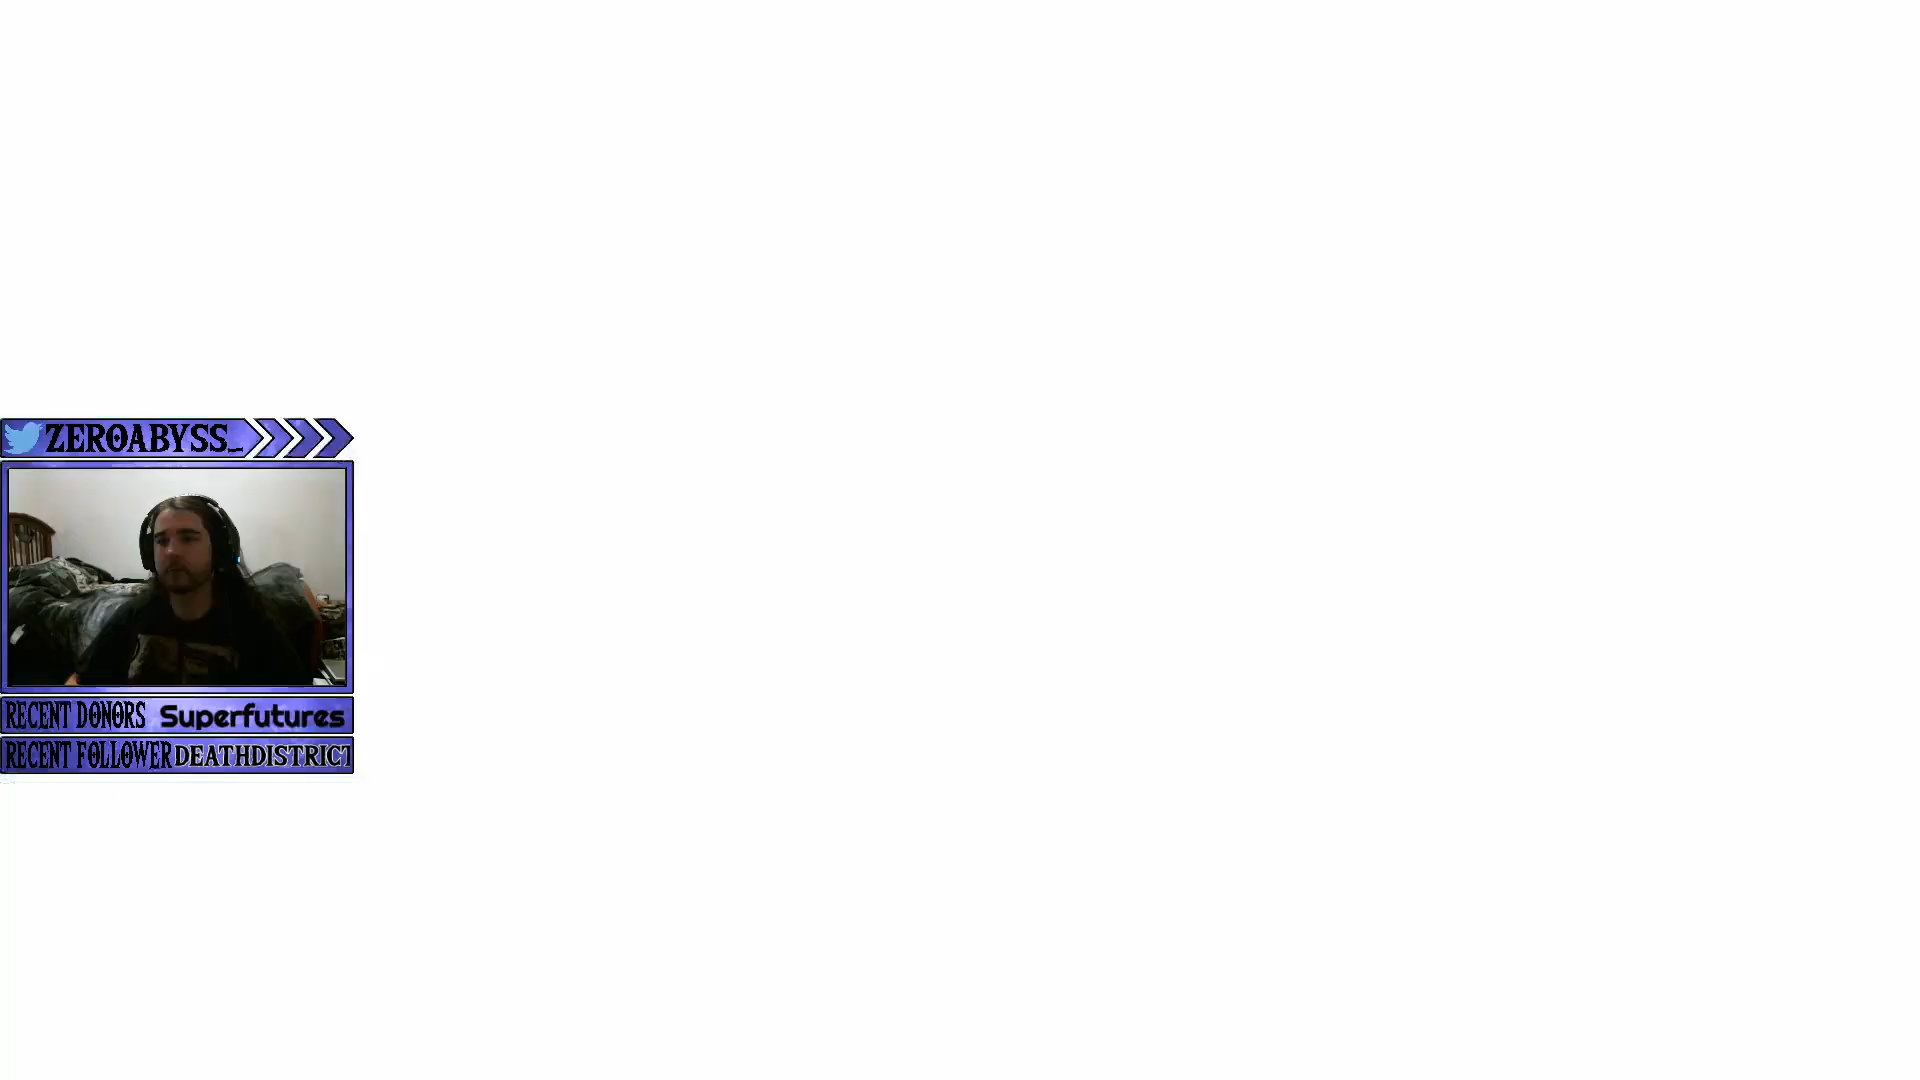 ZEROABYSS_
RECENT DONORS Superfutures
RECENT FOLLOWER DEATHDISTRICT